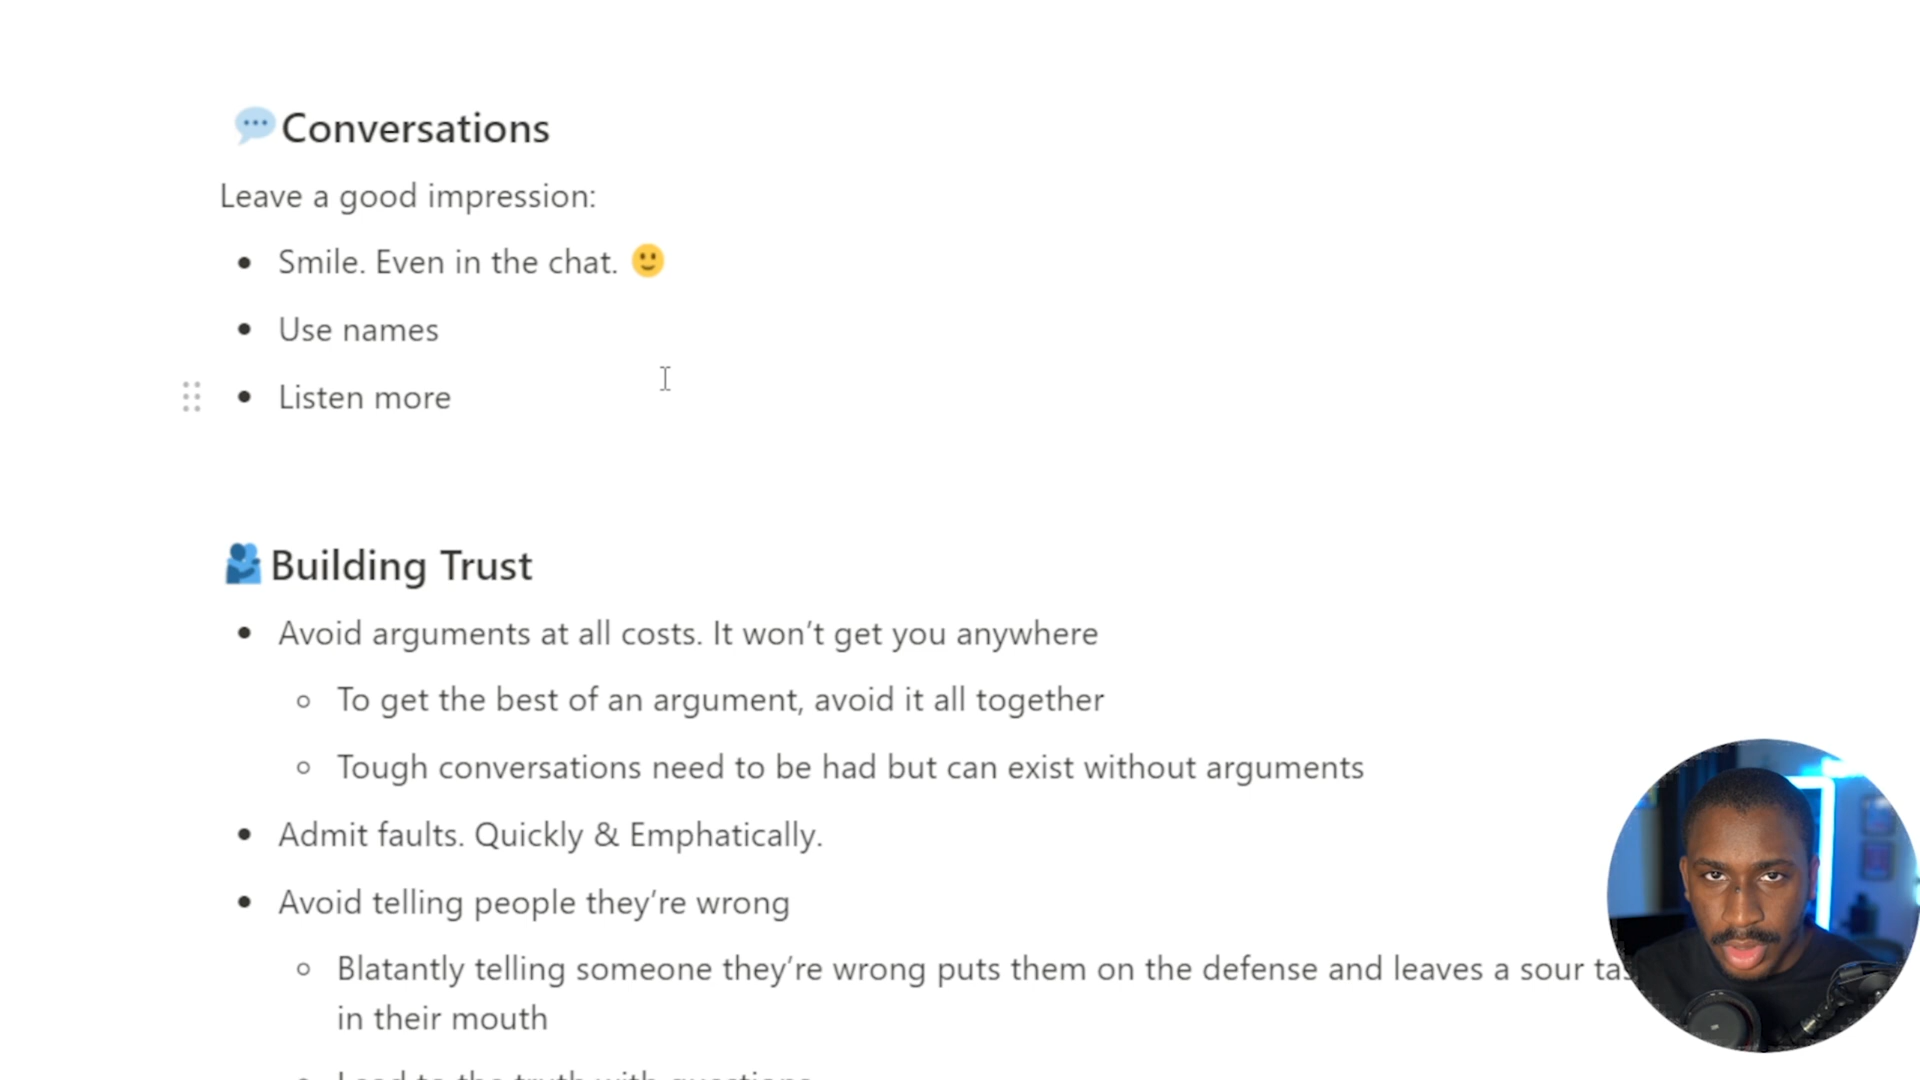 Conversations
Leave a good impression:
Smile. Even in the chat. 🙂
Use names
Listen more
Building Trust
Avoid arguments at all costs. It won’t get you anywhere
To get the best of an argument, avoid it all together
Tough conversations need to be had but can exist without arguments
Admit faults. Quickly & Emphatically.
Avoid telling people they’re wrong
Blatantly telling someone they’re wrong puts them on the defense and leaves a sour
in their mouth